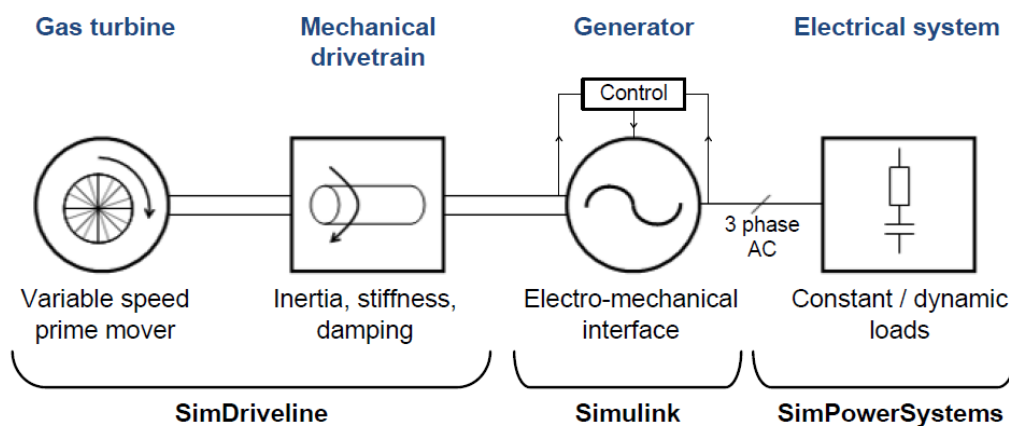 Gas turbine
Mechanical
drivetrain
Generator
Electrical system
Control
3 phase
AC
Variable speed
prime mover
Inertia, stiffness,
damping
Electro-mechanical
interface
Constant / dynamic
loads
SimDriveline
Simulink
SimPowerSystems